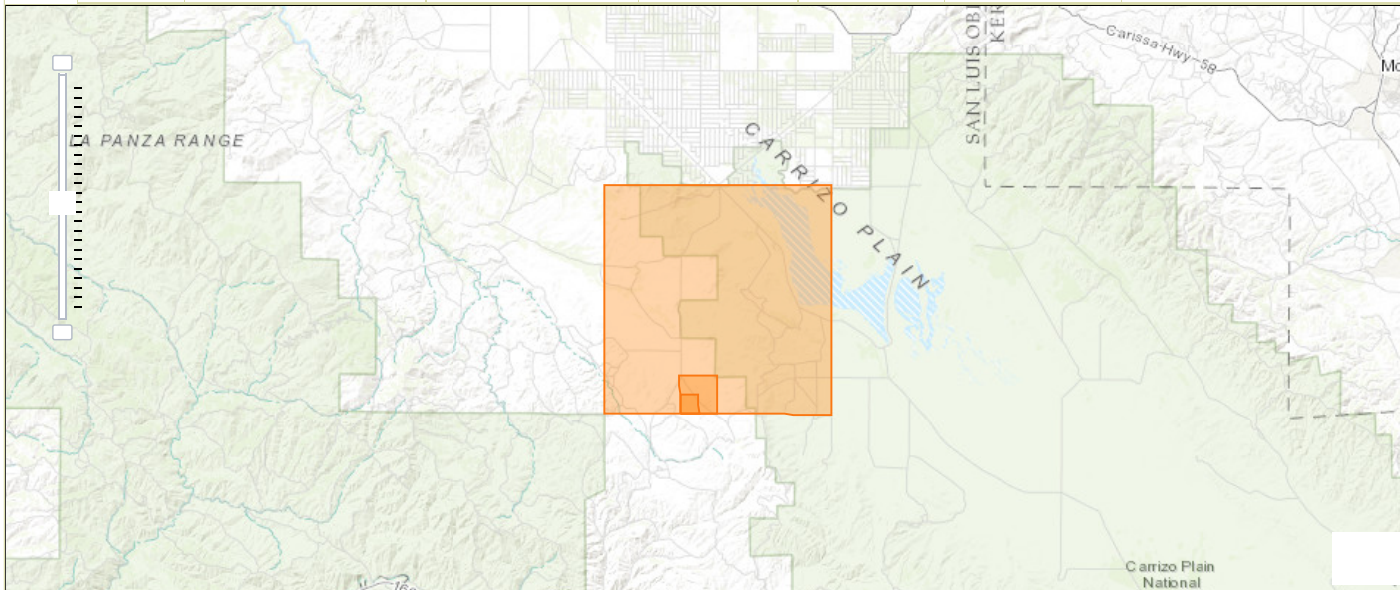 Carissa Hwy
58
SAN LUIS OBI
KER
Mc
LA PANZA RANGE
CARRIZO PLAIN
Carrizo Plain
National